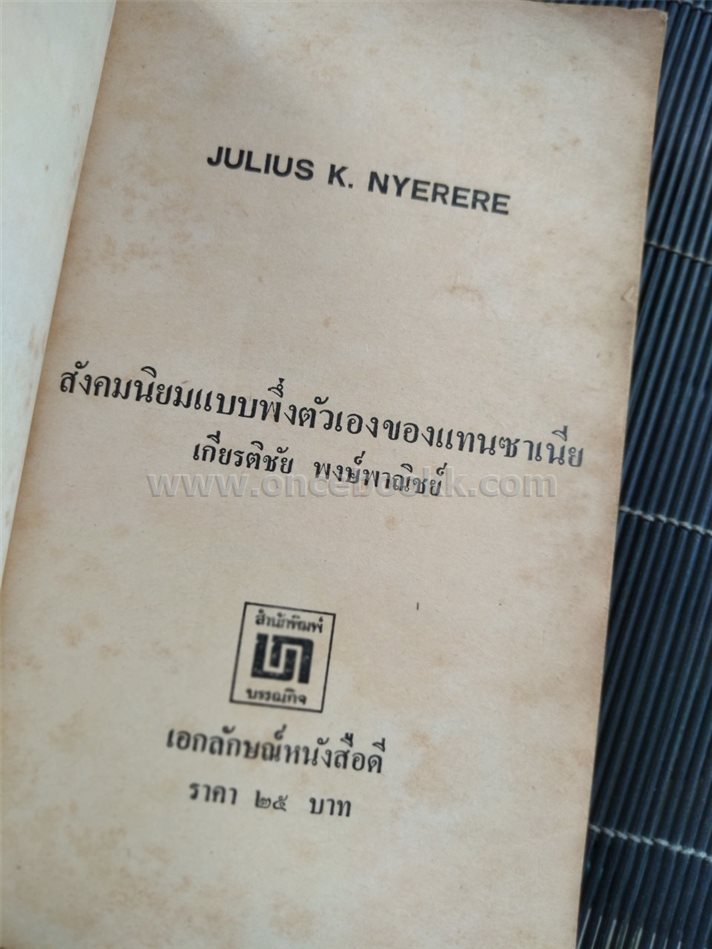 JULIUS K. NYERERE
สังคมนิยมแบบพึ่งตัวเองของแทนซาเนีย
เกียรติชัย พงษ์พาณิชย์
www.oncebookk.com
สำนักพิมพ์
บรรณกิจ
เอกลักษณ์หนังสือดี
ราคา ๒๕ บาท